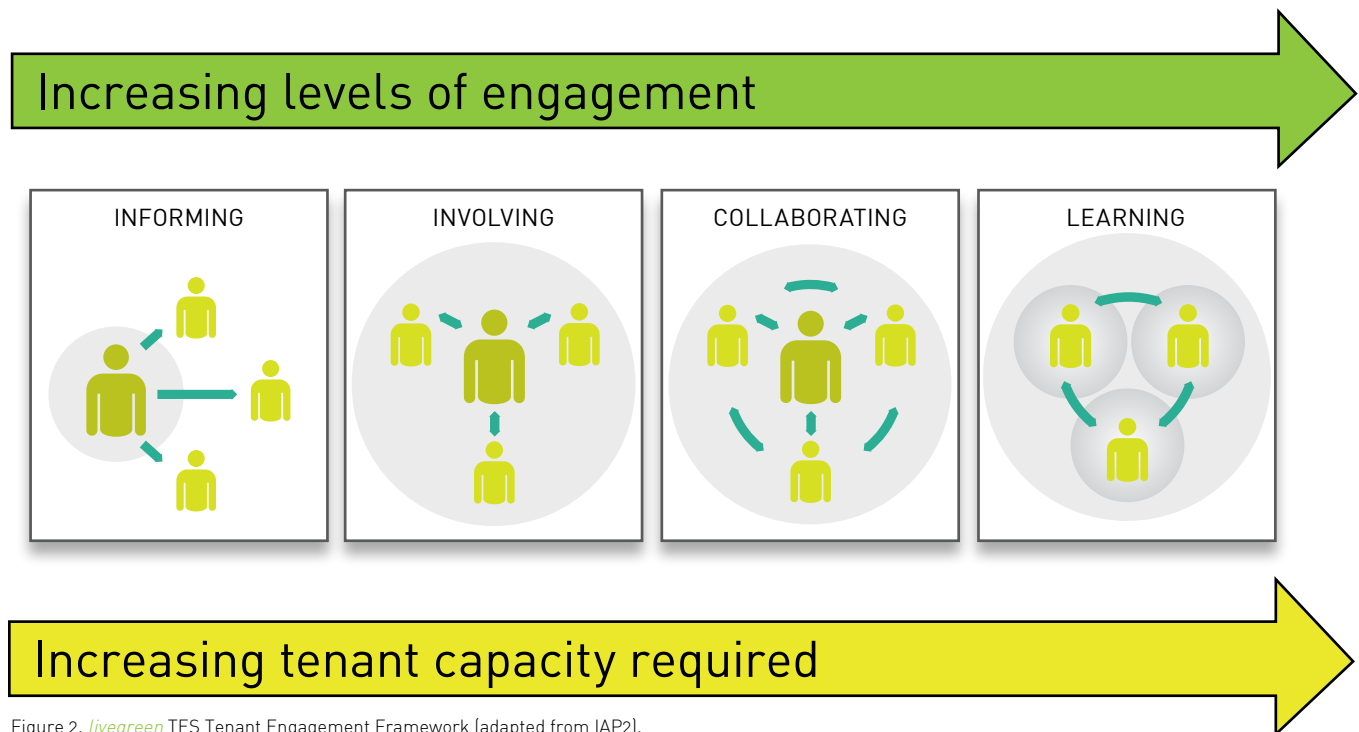 Increasing levels of engagement
INFORMING
INVOLVING
COLLABORATING
LEARNING
Increasing tenant capacity required
Figure 2. livegreen TES Tenant Engagement Framework (adapted from IAP2).